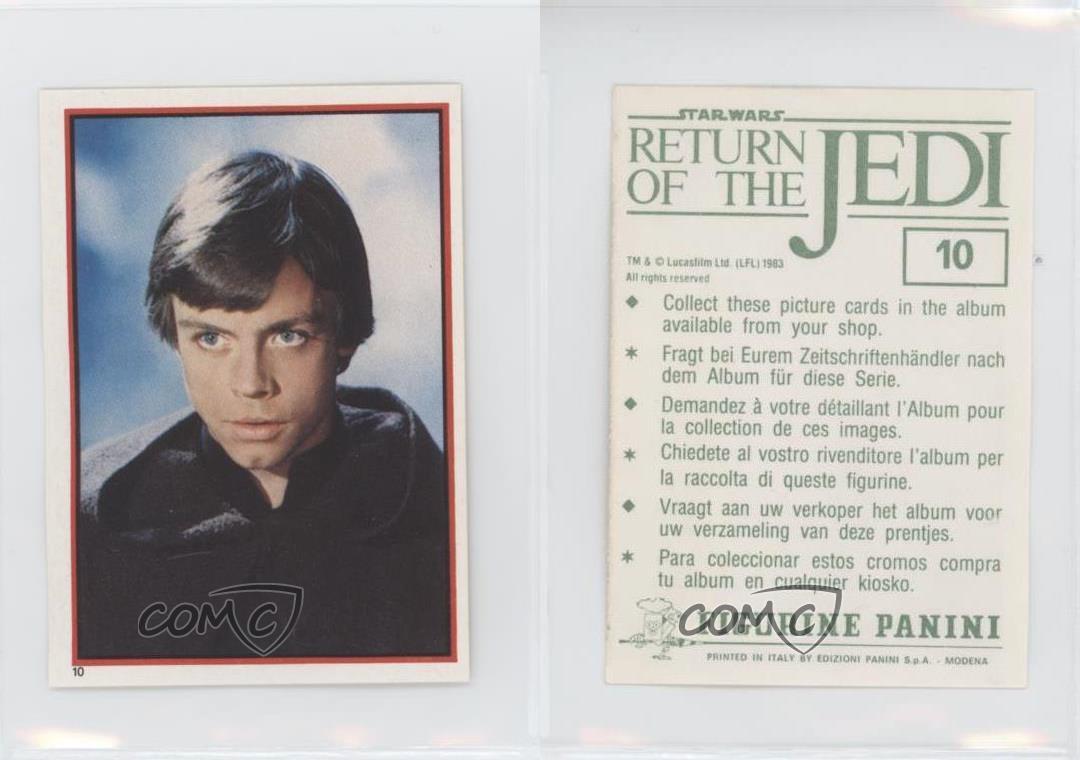 10
COMC
STAR WARS
RETURN
OF THE
JEDI
10
TM & © Lucasfilm Ltd. (LFL) 1983
All rights reserved
◆ Collect these picture cards in the album
available from your shop.
✶ Fragt bei Eurem Zeitschriftenhändler nach
dem Album für diese Serie.
◆ Demandez à votre détaillant l'Album pour
la collection de ces images.
✶ Chiedete al vostro rivenditore l'album per
la raccolta di queste figurine.
◆ Vraagt aan uw verkoper het album voor
uw verzameling van deze prentjes.
✶ Para coleccionar estos cromos compra
tu album en cualquier kiosko.
COMC
FIGURINE PANINI
PRINTED IN ITALY BY EDIZIONI PANINI S.p.A. - MODENA